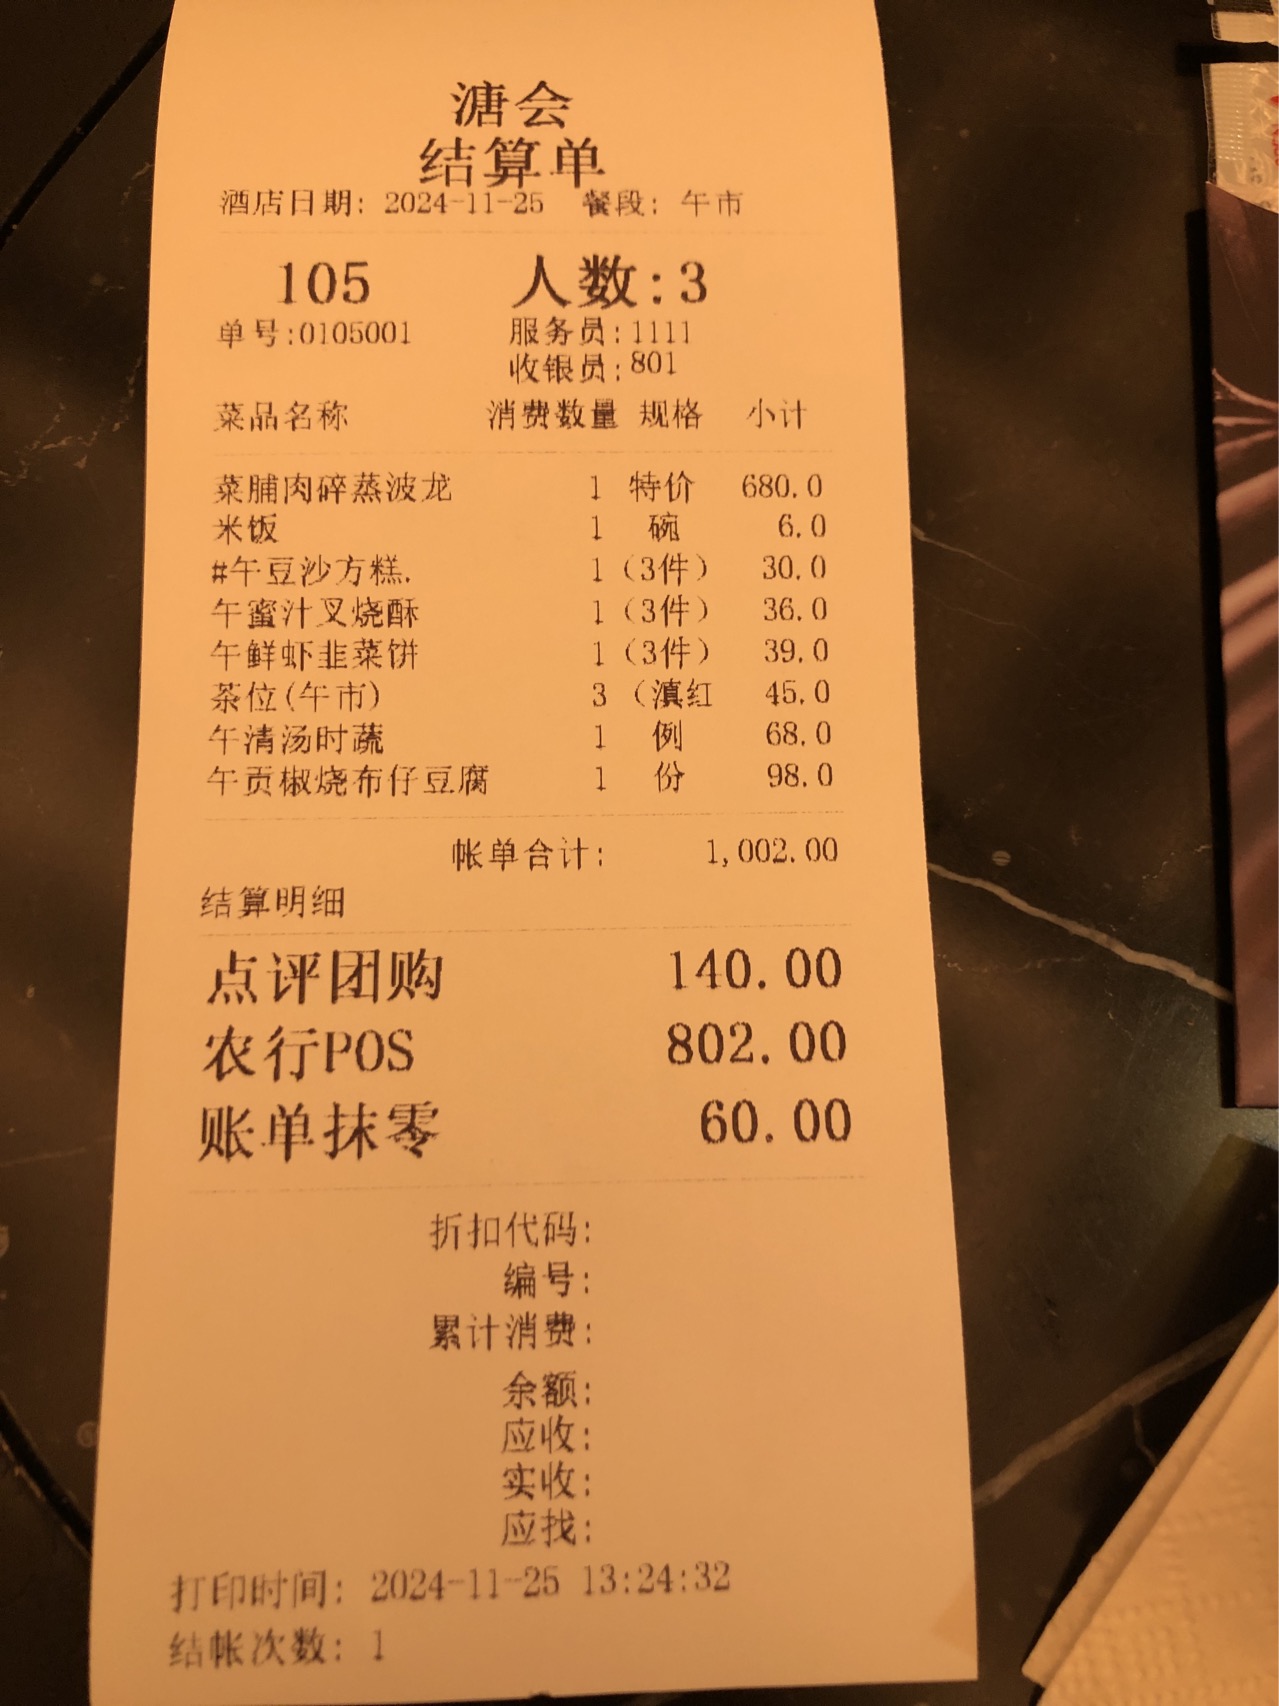 溏会
结算单
酒店日期: 2024-11-25 餐段: 午市
105 人数:3
单号:0105001 服务员:1111
收银员:801
菜品名称 消费数量 规格 小计
菜脯肉碎蒸波龙 1 特价 680.0
米饭 1 碗 6.0
#午豆沙方糕. 1 (3件) 30.0
午蜜汁叉烧酥 1 (3件) 36.0
午鲜虾韭菜饼 1 (3件) 39.0
茶位(午市) 3 (滇红 45.0
午清汤时蔬 1 例 68.0
午贡椒烧布仔豆腐 1 份 98.0
帐单合计: 1,002.00
结算明细
点评团购 140.00
农行POS 802.00
账单抹零 60.00
折扣代码:
编号:
累计消费:
余额:
应收:
实收:
应找:
打印时间: 2024-11-25 13:24:32
结帐次数: 1